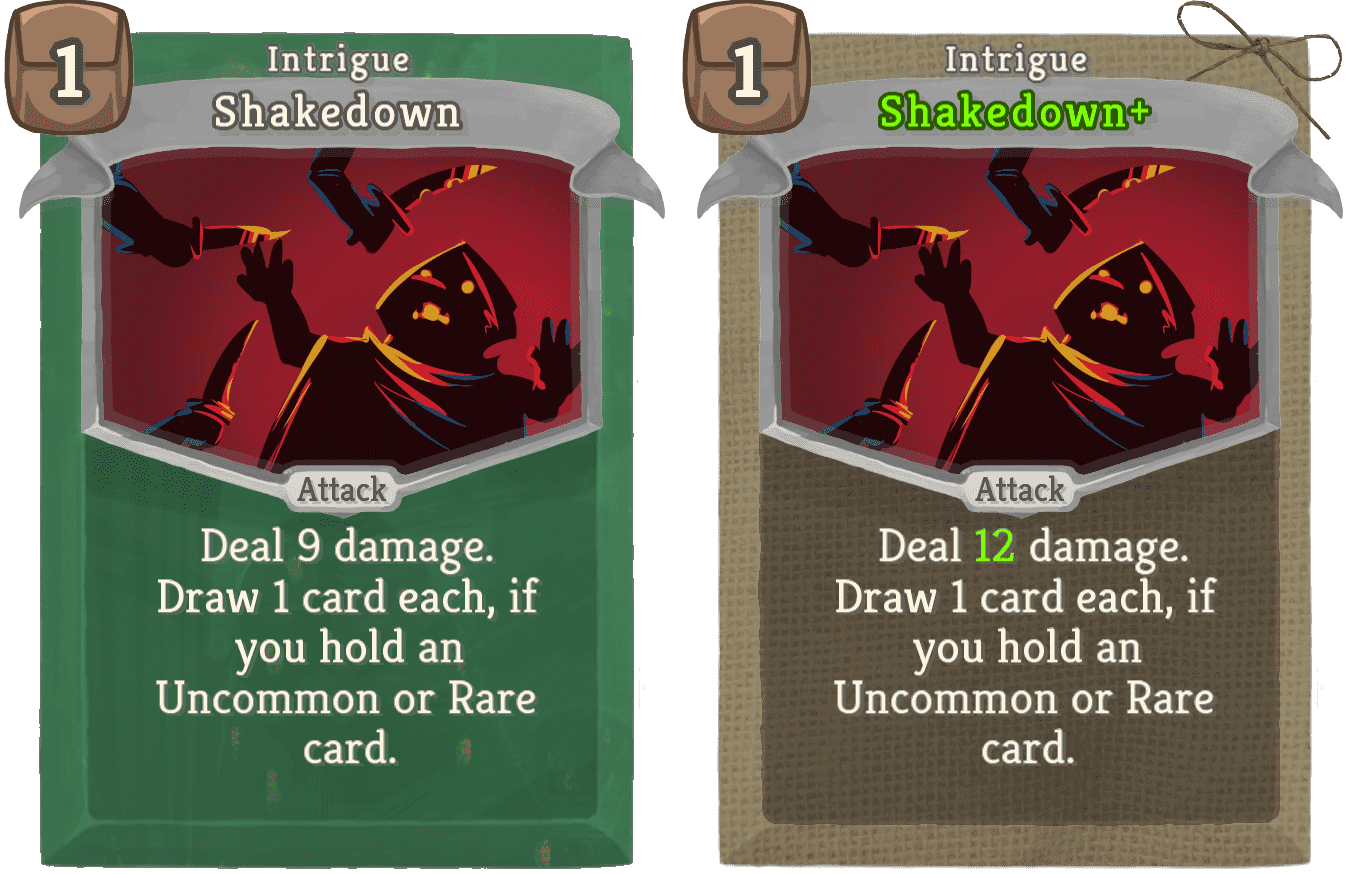 1
Intrigue
Shakedown
Attack
Deal 9 damage.
Draw 1 card each, if
you hold an
Uncommon or Rare
card.
1
Intrigue
Shakedown+
Attack
Deal 12 damage.
Draw 1 card each, if
you hold an
Uncommon or Rare
card.